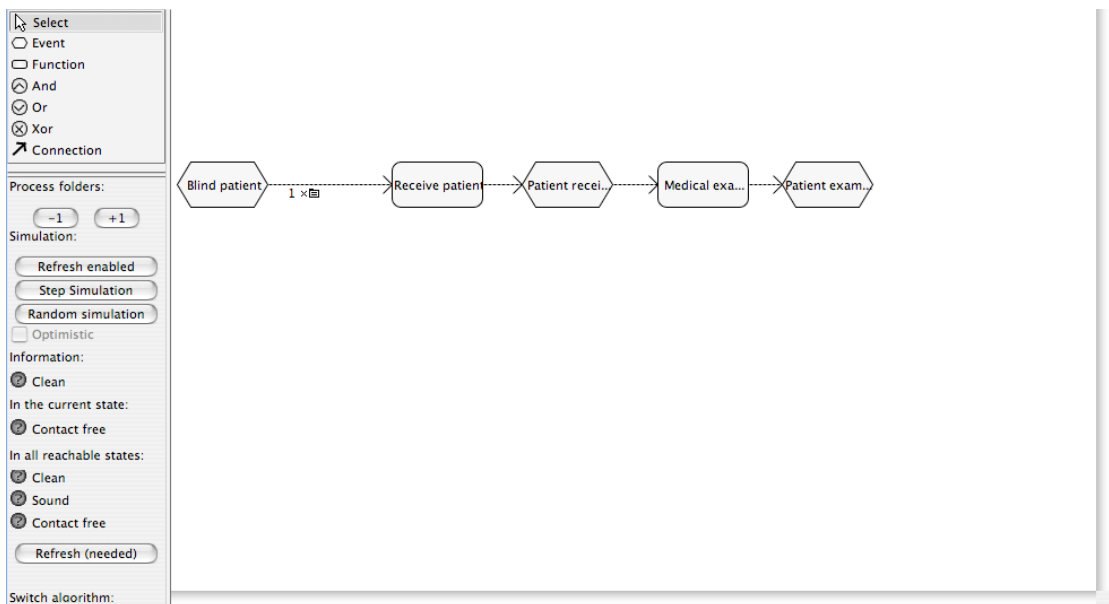 Select
Event
Function
And
Or
Xor
Connection
Process folders:
-1 +1
Simulation:
Refresh enabled
Step Simulation
Random simulation
Optimistic
Information:
Clean
In the current state:
Contact free
In all reachable states:
Clean
Sound
Contact free
Refresh (needed)
Switch algorithm:
Blind patient Receive patient Patient recei... Medical exa... Patient exam...
1 ×